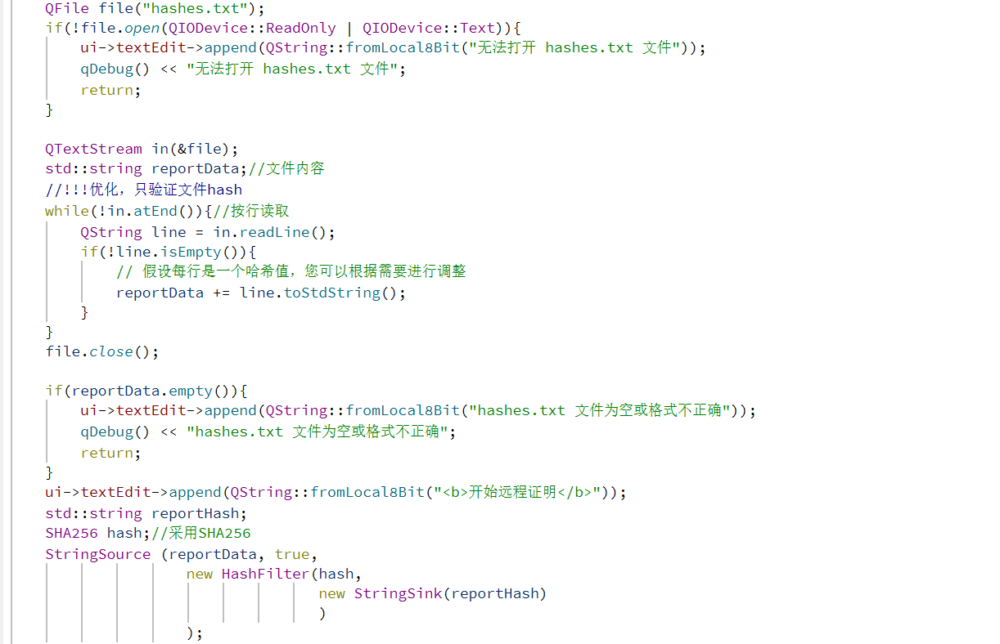 QFile file("hashes.txt");
if(!file.open(QIODevice::ReadOnly | QIODevice::Text)){
ui->textEdit->append(QString::fromLocal8Bit("无法打开 hashes.txt 文件"));
qDebug() << "无法打开 hashes.txt 文件";
return;
}
QTextStream in(&file);
std::string reportData;//文件内容
//!!!优化，只验证文件hash
while(!in.atEnd()){//按行读取
QString line = in.readLine();
if(!line.isEmpty()){
// 假设每行是一个哈希值，您可以根据需要进行调整
reportData += line.toStdString();
}
}
file.close();
if(reportData.empty()){
ui->textEdit->append(QString::fromLocal8Bit("hashes.txt 文件为空或格式不正确"));
qDebug() << "hashes.txt 文件为空或格式不正确";
return;
}
ui->textEdit->append(QString::fromLocal8Bit("<b>开始远程证明</b>"));
std::string reportHash;
SHA256 hash;//采用SHA256
StringSource (reportData, true,
new HashFilter(hash,
new StringSink(reportHash)
)
);